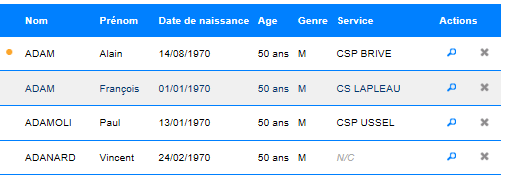 Nom Prénom Date de naissance Age Genre Service Actions
ADAM Alain 14/08/1970 50 ans M CSP BRIVE
ADAM François 01/01/1970 50 ans M CS LAPLEAU
ADAMOLI Paul 13/01/1970 50 ans M CSP USSEL
ADANARD Vincent 24/02/1970 50 ans M N/C